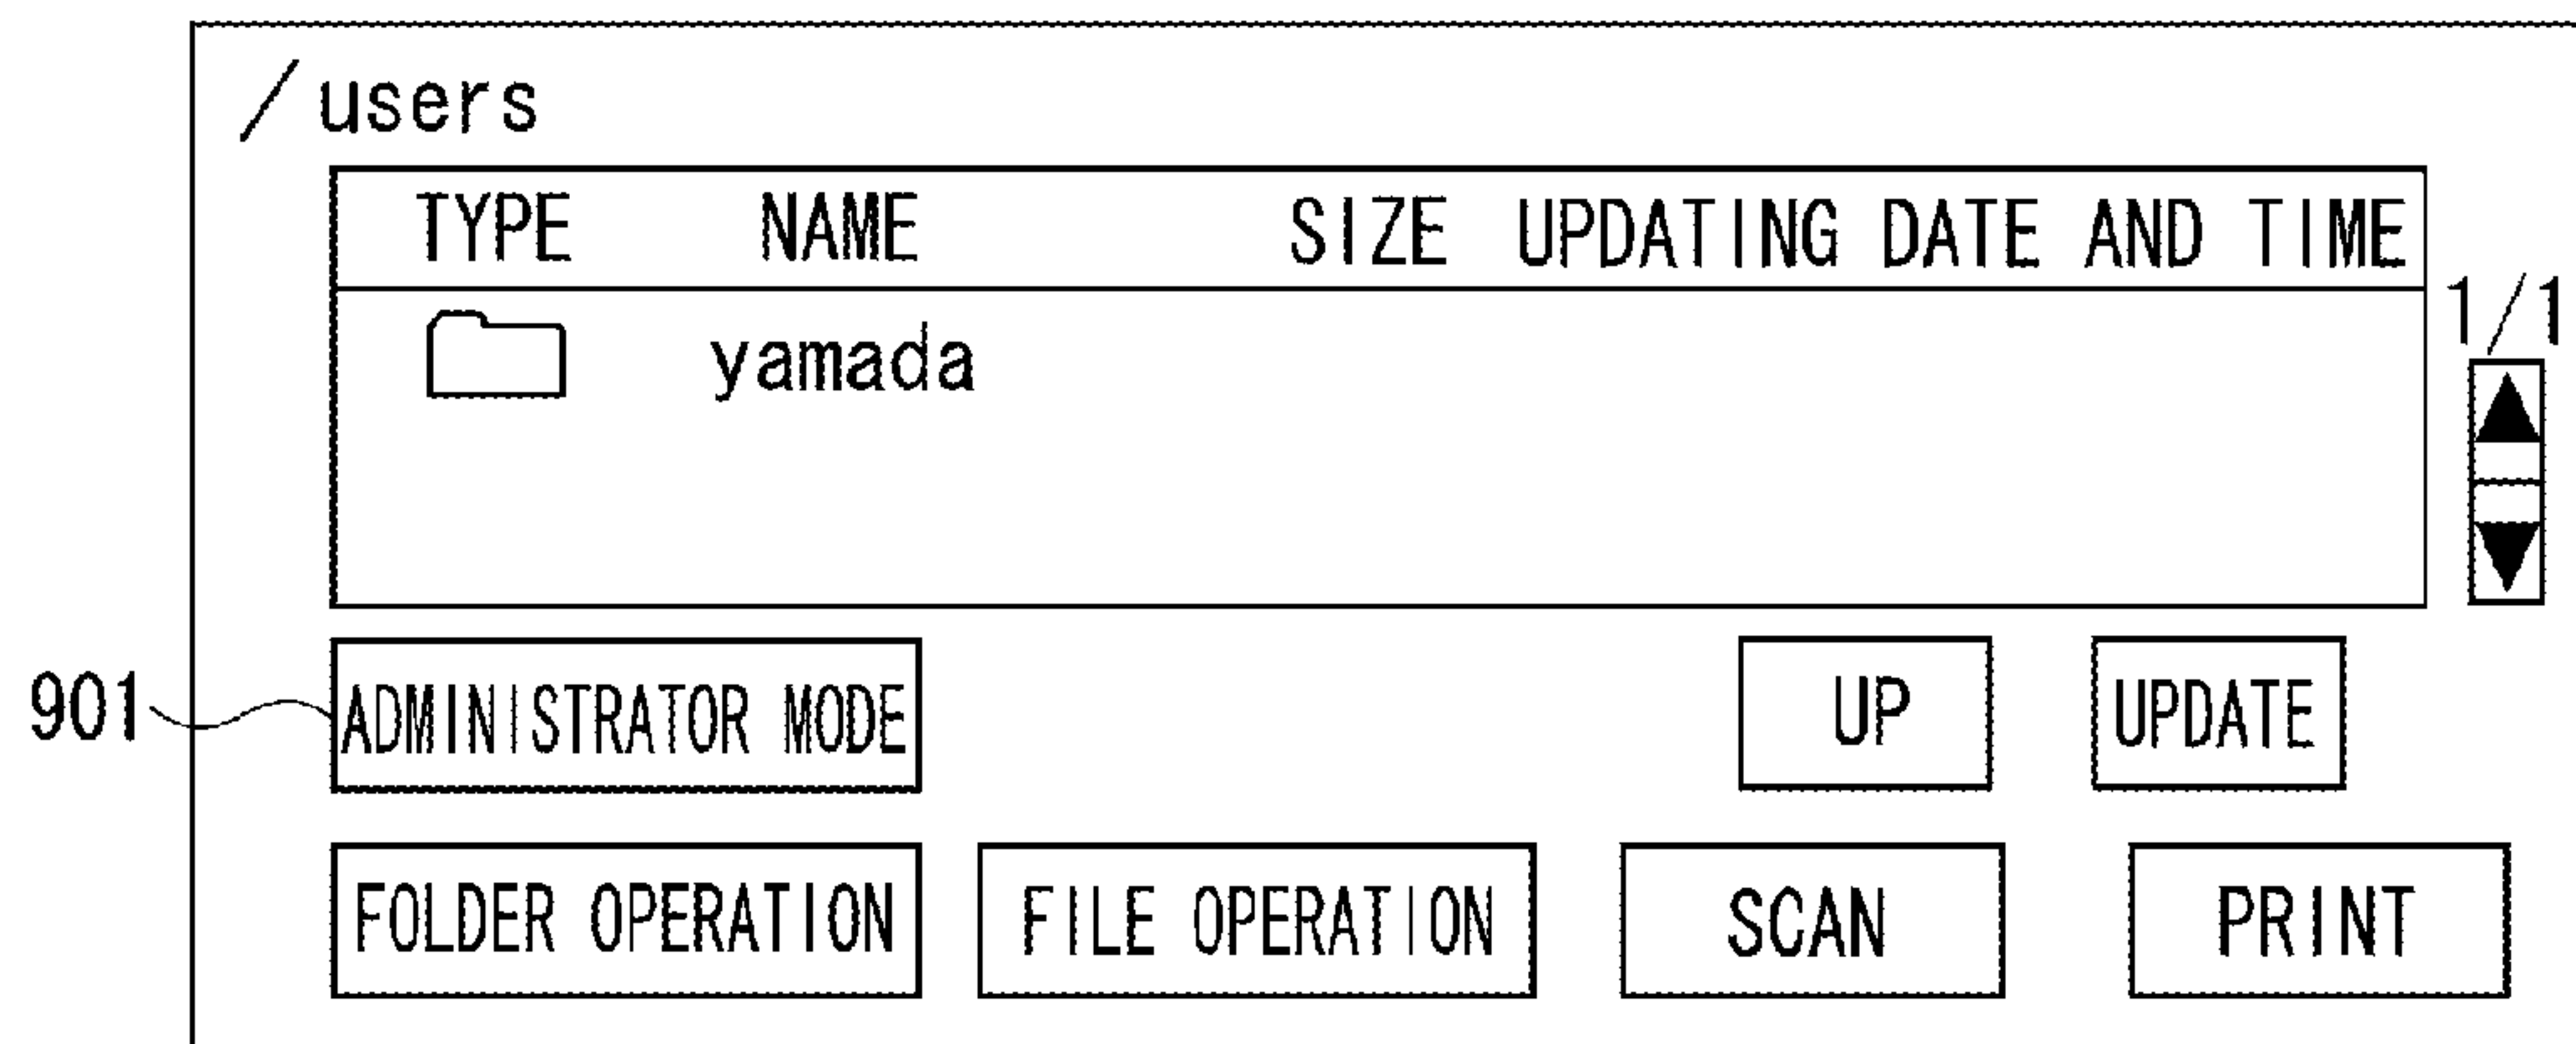 /users
TYPE NAME SIZE UPDATING DATE AND TIME
1/1
yamada
901
ADMINISTRATOR MODE UP UPDATE
FOLDER OPERATION FILE OPERATION SCAN PRINT